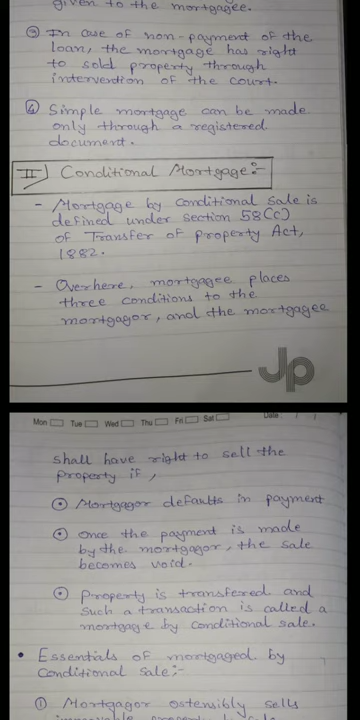 given to the mortgagee.
③ In case of non-payment of the
loan, the mortgage has right
to sold property through
intervention of the court.
④ Simple mortgage can be made
only through a registered
document.
II) Conditional Mortgage:-
- Mortgage by conditional sale is
defined under section 58(c)
of Transfer of property Act,
1882.
- Overhere, mortgagee places
three conditions to the
mortgagor, and the mortgagee
Jp
Mon Tue Wed Thu Fri Sat Date : / /
shall have right to sell the
property if,
⊙ Mortgagor defaults in payment
⊙ Once the payment is made
by the mortgagor, the sale
becomes void.
⊙ Property is transfered and
such a transaction is called a
mortgage by conditional sale.
• Essentials of mortgaged by
Conditional sale:-
① Mortgagor ostensibly sells